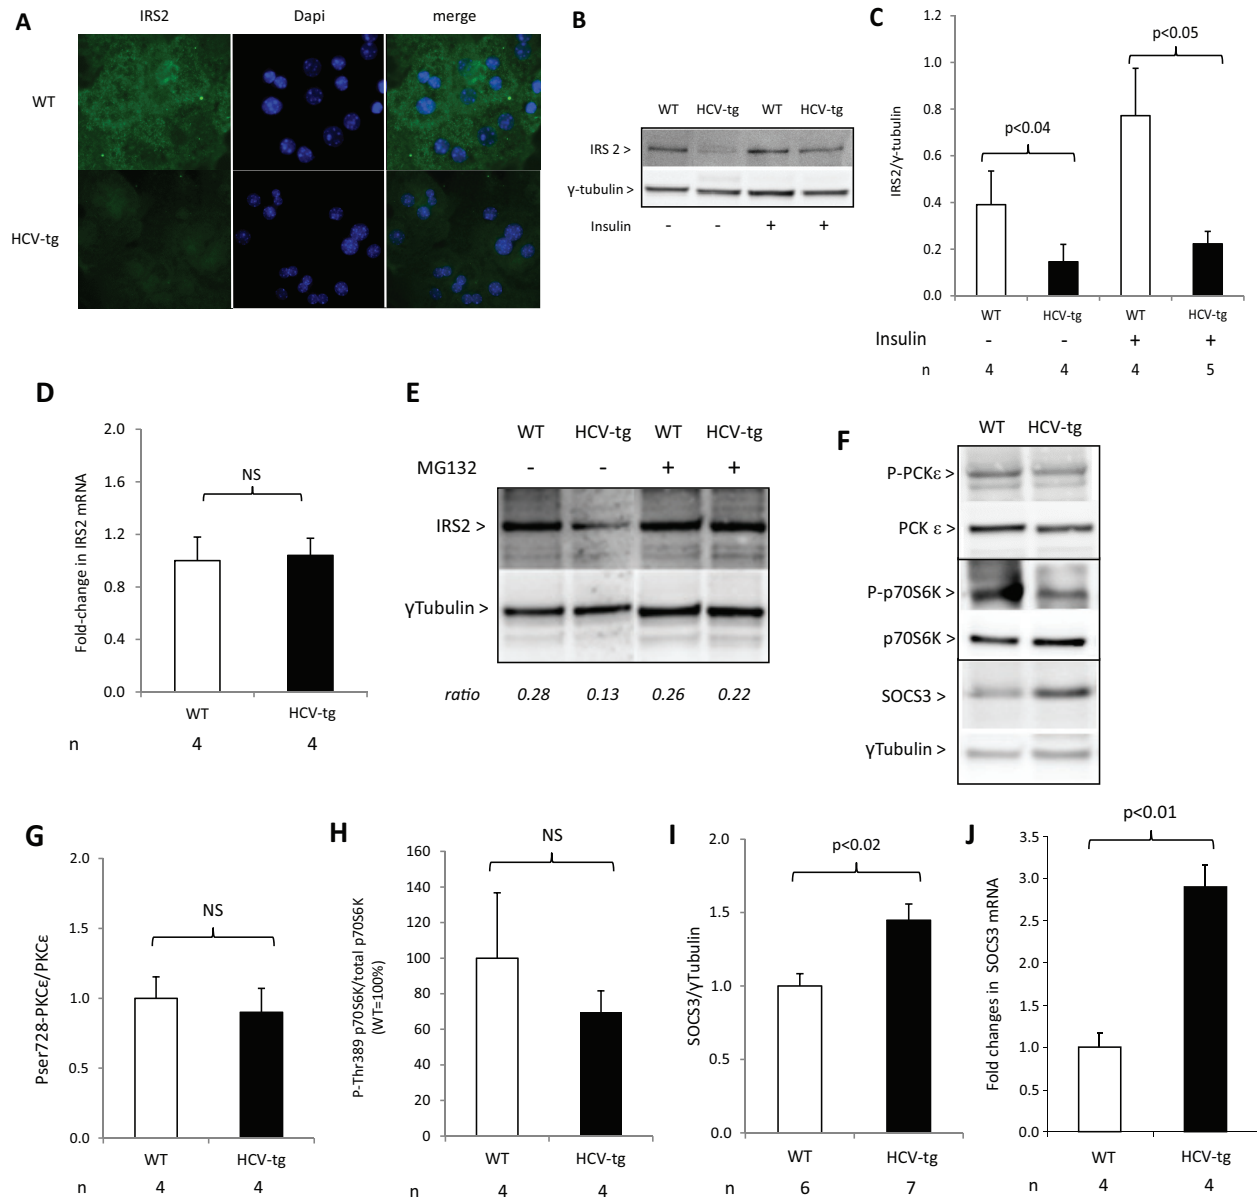 A
IRS2
Dapi
merge
WT
HCV-tg
B
WT HCV-tg WT HCV-tg
IRS 2 >
γ-tubulin >
Insulin - - + +
C
1.2
1.0
0.8
0.6
0.4
0.2
0.0
IRS2/γ-tubulin
p<0.04
p<0.05
WT HCV-tg WT HCV-tg
Insulin - - + +
n 4 4 4 5
D
2.0
1.6
1.2
0.8
0.4
0.0
Fold-change in IRS2 mRNA
NS
WT HCV-tg
n 4 4
E
WT HCV-tg WT HCV-tg
MG132 - - + +
IRS2 >
γTubulin >
ratio 0.28 0.13 0.26 0.22
F
WT HCV-tg
P-PCKε >
PCK ε >
P-p70S6K >
p70S6K >
SOCS3 >
γTubulin >
G
2.0
1.5
1.0
0.5
0.0
Pser728-PKCε/PKCε
NS
WT HCV-tg
n 4 4
H
160
140
120
100
80
60
40
20
0
P-Thr389 p70S6K/total p70S6K
(WT=100%)
NS
WT HCV-tg
n 4 4
I
2.0
1.5
1.0
0.5
0.0
SOCS3/γTubulin
p<0.02
WT HCV-tg
n 6 7
J
3.5
3.0
2.5
2.0
1.5
1.0
0.5
0.0
Fold changes in SOCS3 mRNA
p<0.01
WT HCV-tg
n 4 4